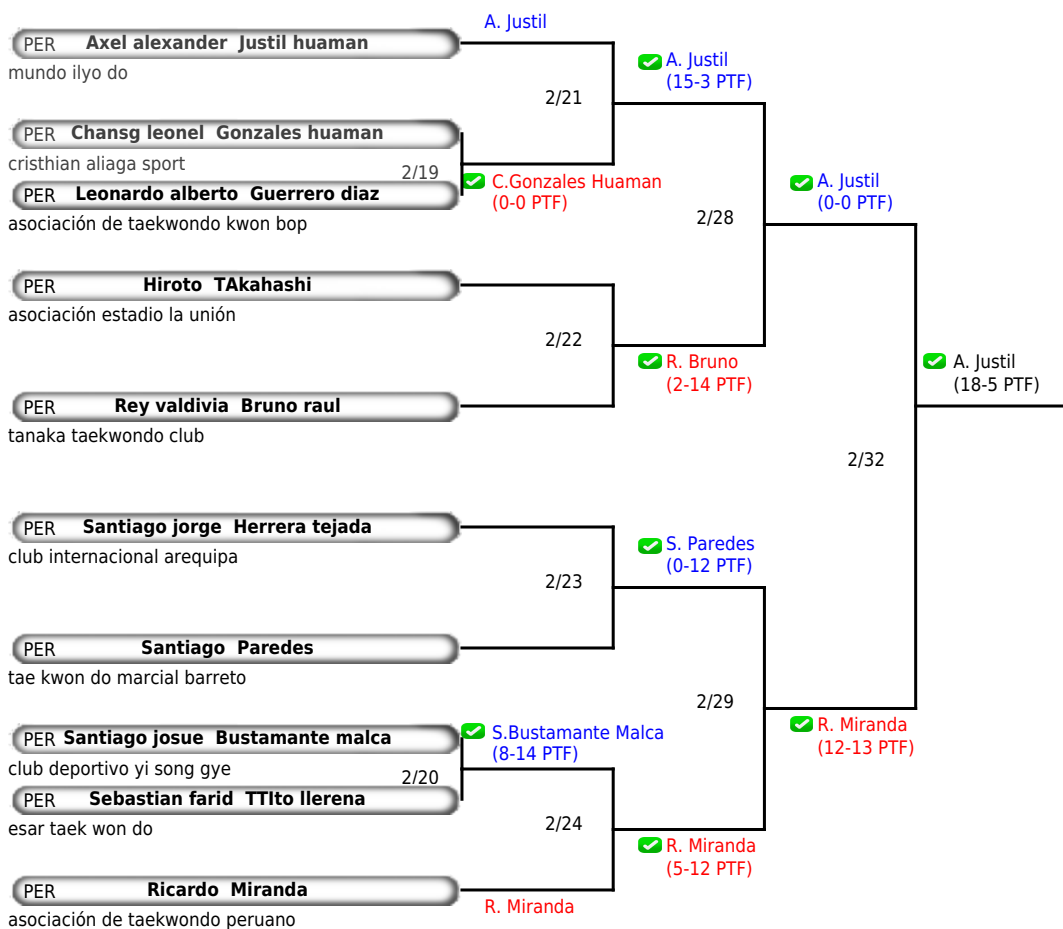 A. Justil
PER Axel alexander Justil huaman
mundo ilyo do
A. Justil
(15-3 PTF)
2/21
PER Chansg leonel Gonzales huaman
cristhian aliaga sport
2/19
C.Gonzales Huaman
(0-0 PTF)
PER Leonardo alberto Guerrero diaz
asociación de taekwondo kwon bop
A. Justil
(0-0 PTF)
2/28
PER Hiroto TAkahashi
asociación estadio la unión
2/22
R. Bruno
(2-14 PTF)
A. Justil
(18-5 PTF)
PER Rey valdivia Bruno raul
tanaka taekwondo club
2/32
PER Santiago jorge Herrera tejada
club internacional arequipa
S. Paredes
(0-12 PTF)
2/23
PER Santiago Paredes
tae kwon do marcial barreto
2/29
PER Santiago josue Bustamante malca
S.Bustamante Malca
(8-14 PTF)
R. Miranda
(12-13 PTF)
club deportivo yi song gye
2/20
PER Sebastian farid TTIto llerena
esar taek won do
2/24
R. Miranda
(5-12 PTF)
PER Ricardo Miranda
R. Miranda
asociación de taekwondo peruano